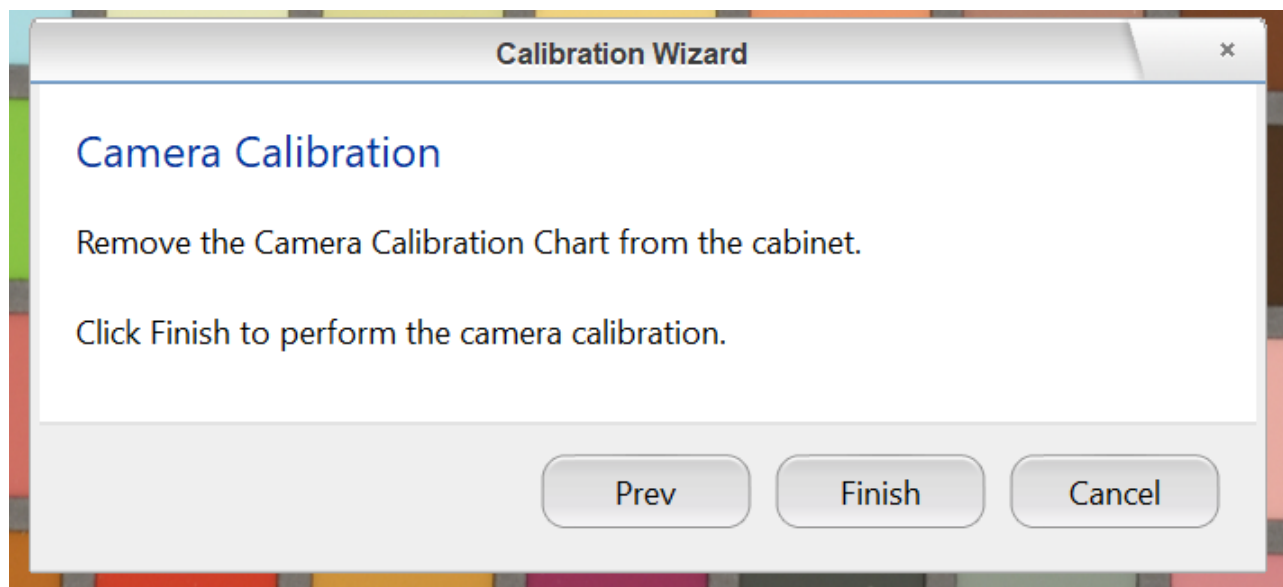 Calibration Wizard
Camera Calibration
Remove the Camera Calibration Chart from the cabinet.
Click Finish to perform the camera calibration.
Prev Finish Cancel